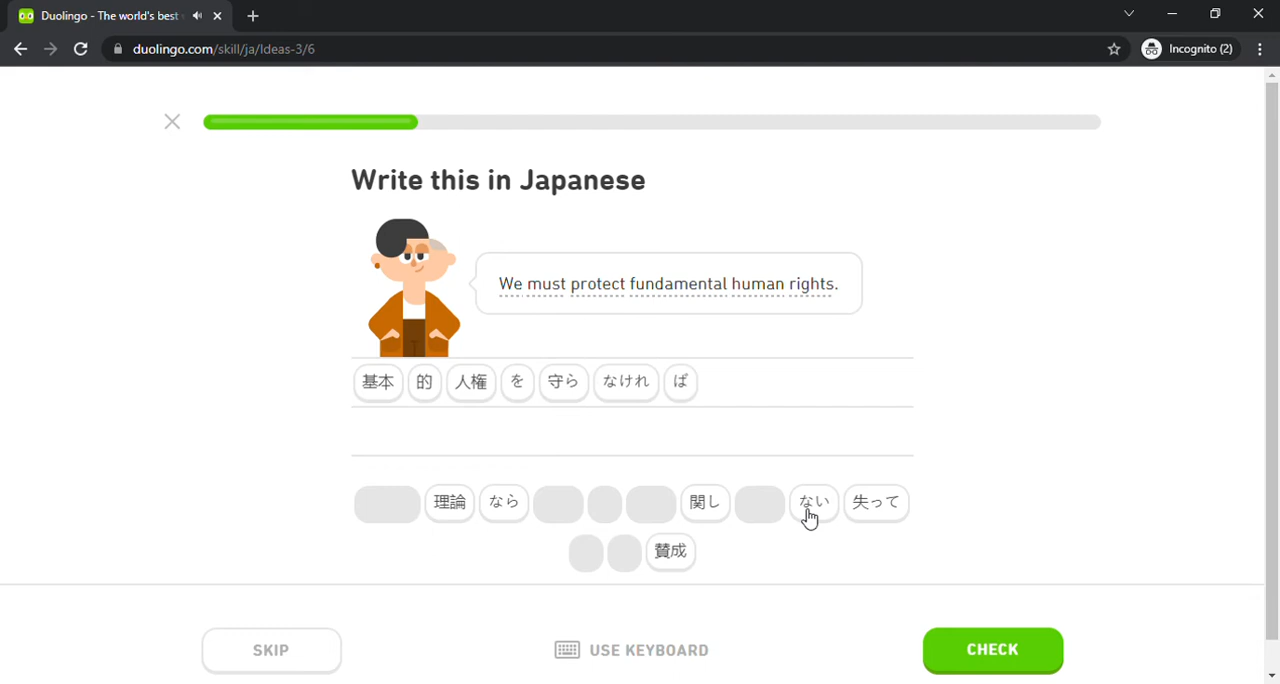 Duolingo - The world's best
duolingo.com/skill/ja/Ideas-3/6
Incognito (2)
Write this in Japanese
We must protect fundamental human rights.
基本 的 人権 を 守ら なけれ ば
理論 なら 関し ない 失って
賛成
SKIP
USE KEYBOARD
CHECK